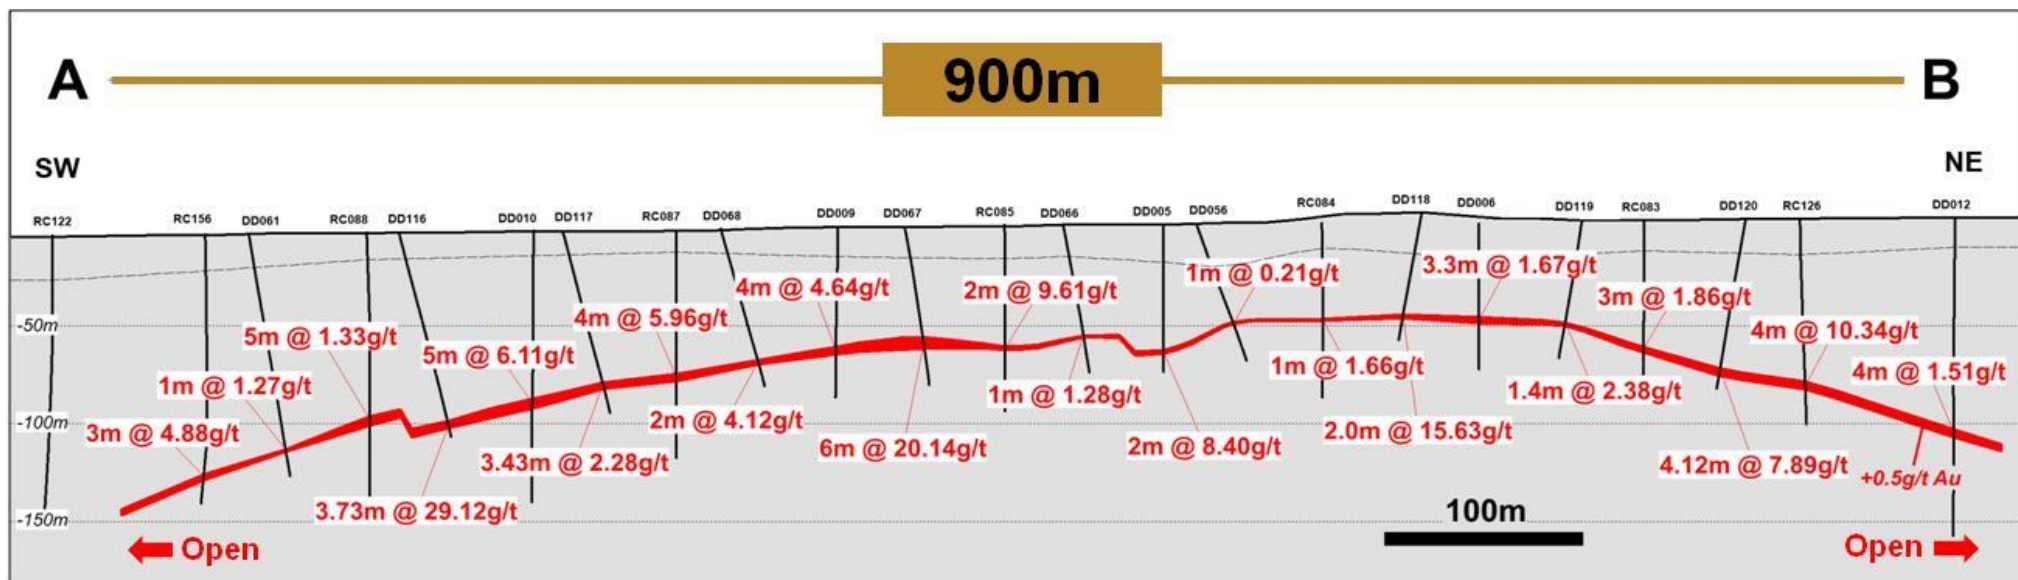 A
900m
B
SW
NE
RC122
RC156
DD061
RC088
DD116
DD010
DD117
RC087
DD068
DD009
DD067
RC085
DD066
DD005
DD056
RC084
DD118
DD006
DD119
RC083
DD120
RC126
DD012
-50m
-100m
-150m
3m @ 4.88g/t
1m @ 1.27g/t
5m @ 1.33g/t
3.73m @ 29.12g/t
5m @ 6.11g/t
3.43m @ 2.28g/t
4m @ 5.96g/t
2m @ 4.12g/t
4m @ 4.64g/t
6m @ 20.14g/t
2m @ 9.61g/t
1m @ 1.28g/t
2m @ 8.40g/t
1m @ 0.21g/t
1m @ 1.66g/t
2.0m @ 15.63g/t
3.3m @ 1.67g/t
1.4m @ 2.38g/t
3m @ 1.86g/t
4.12m @ 7.89g/t
4m @ 10.34g/t
4m @ 1.51g/t
+0.5g/t Au
100m
Open
Open